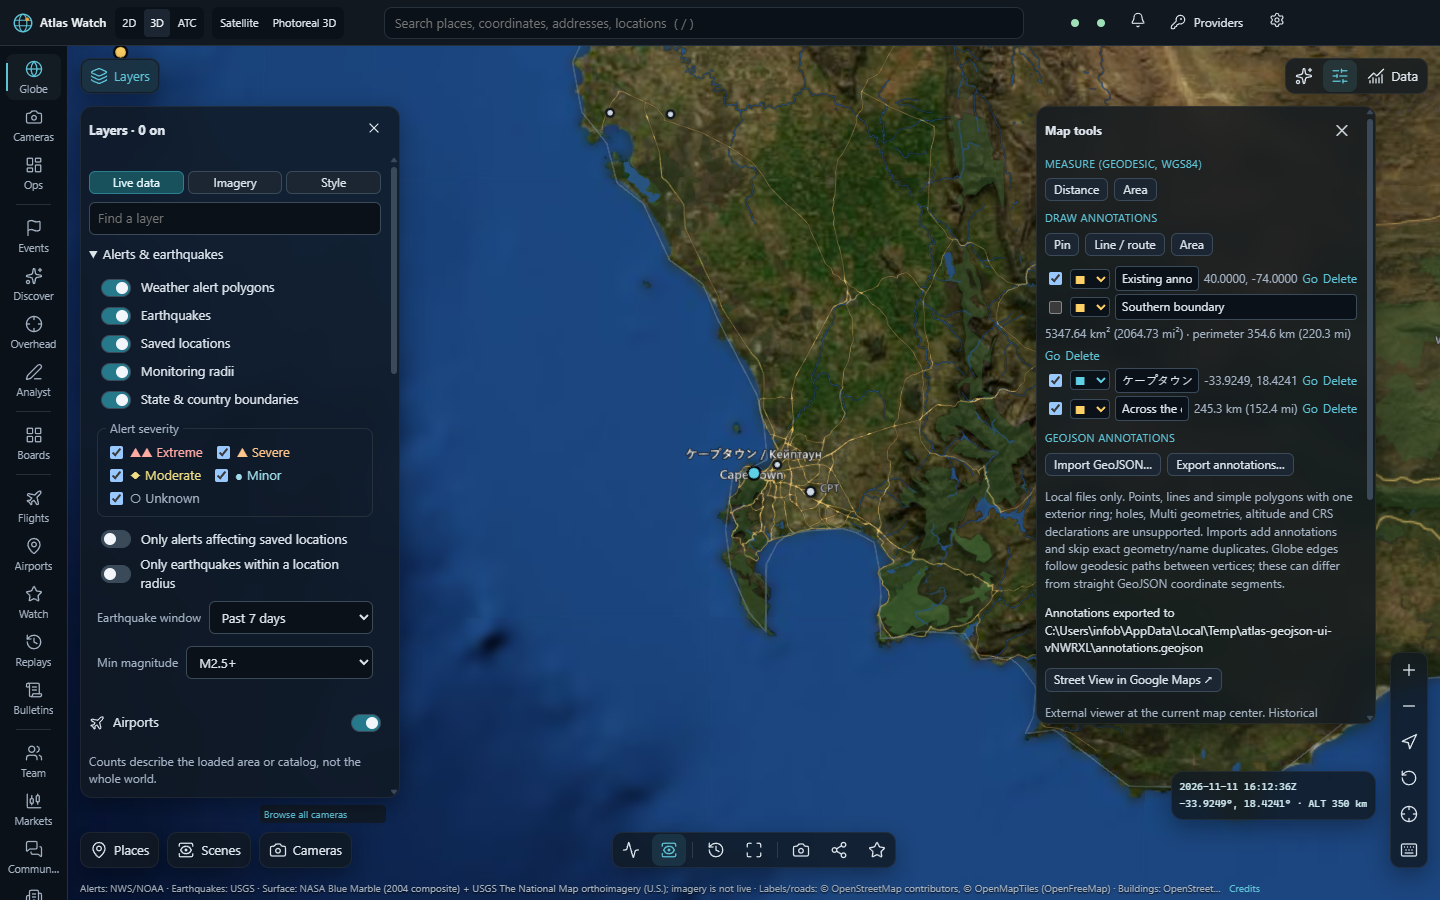 Atlas Watch
2D 3D ATC
Satellite Photoreal 3D
Search places, coordinates, addresses, locations ( / )
Providers
Globe
Cameras
Ops
Events
Discover
Overhead
Analyst
Boards
Flights
Airports
Watch
Replays
Bulletins
Team
Markets
Commun...
Layers
Layers · 0 on
Live data Imagery Style
Find a layer
Alerts & earthquakes
Weather alert polygons
Earthquakes
Saved locations
Monitoring radii
State & country boundaries
Alert severity
Extreme Severe
Moderate Minor
Unknown
Only alerts affecting saved locations
Only earthquakes within a location
radius
Earthquake window Past 7 days
Min magnitude M2.5+
Airports
Counts describe the loaded area or catalog, not the
whole world.
Browse all cameras
Places Scenes Cameras
ケープタウン / Кейптаун
Cape Town
CPT
Data
Map tools
MEASURE (GEODESIC, WGS84)
Distance Area
DRAW ANNOTATIONS
Pin Line / route Area
Existing anno 40.0000, -74.0000 Go Delete
Southern boundary
5347.64 km² (2064.73 mi²) · perimeter 354.6 km (220.3 mi)
Go Delete
ケープタウン -33.9249, 18.4241 Go Delete
Across the 245.3 km (152.4 mi) Go Delete
GEOJSON ANNOTATIONS
Import GeoJSON... Export annotations...
Local files only. Points, lines and simple polygons with one
exterior ring; holes, Multi geometries, altitude and CRS
declarations are unsupported. Imports add annotations
and skip exact geometry/name duplicates. Globe edges
follow geodesic paths between vertices; these can differ
from straight GeoJSON coordinate segments.
Annotations exported to
C:\Users\infob\AppData\Local\Temp\atlas-geojson-ui-
vNWRXL\annotations.geojson
Street View in Google Maps ↗
External viewer at the current map center. Historical
2026-11-11 16:12:36Z
-33.9249°, 18.4241° · ALT 350 km
Alerts: NWS/NOAA · Earthquakes: USGS · Surface: NASA Blue Marble (2004 composite) + USGS The National Map orthoimagery (U.S.); imagery is not live · Labels/roads: © OpenStreetMap contributors, © OpenMapTiles (OpenFreeMap) · Buildings: OpenStreet... Credits